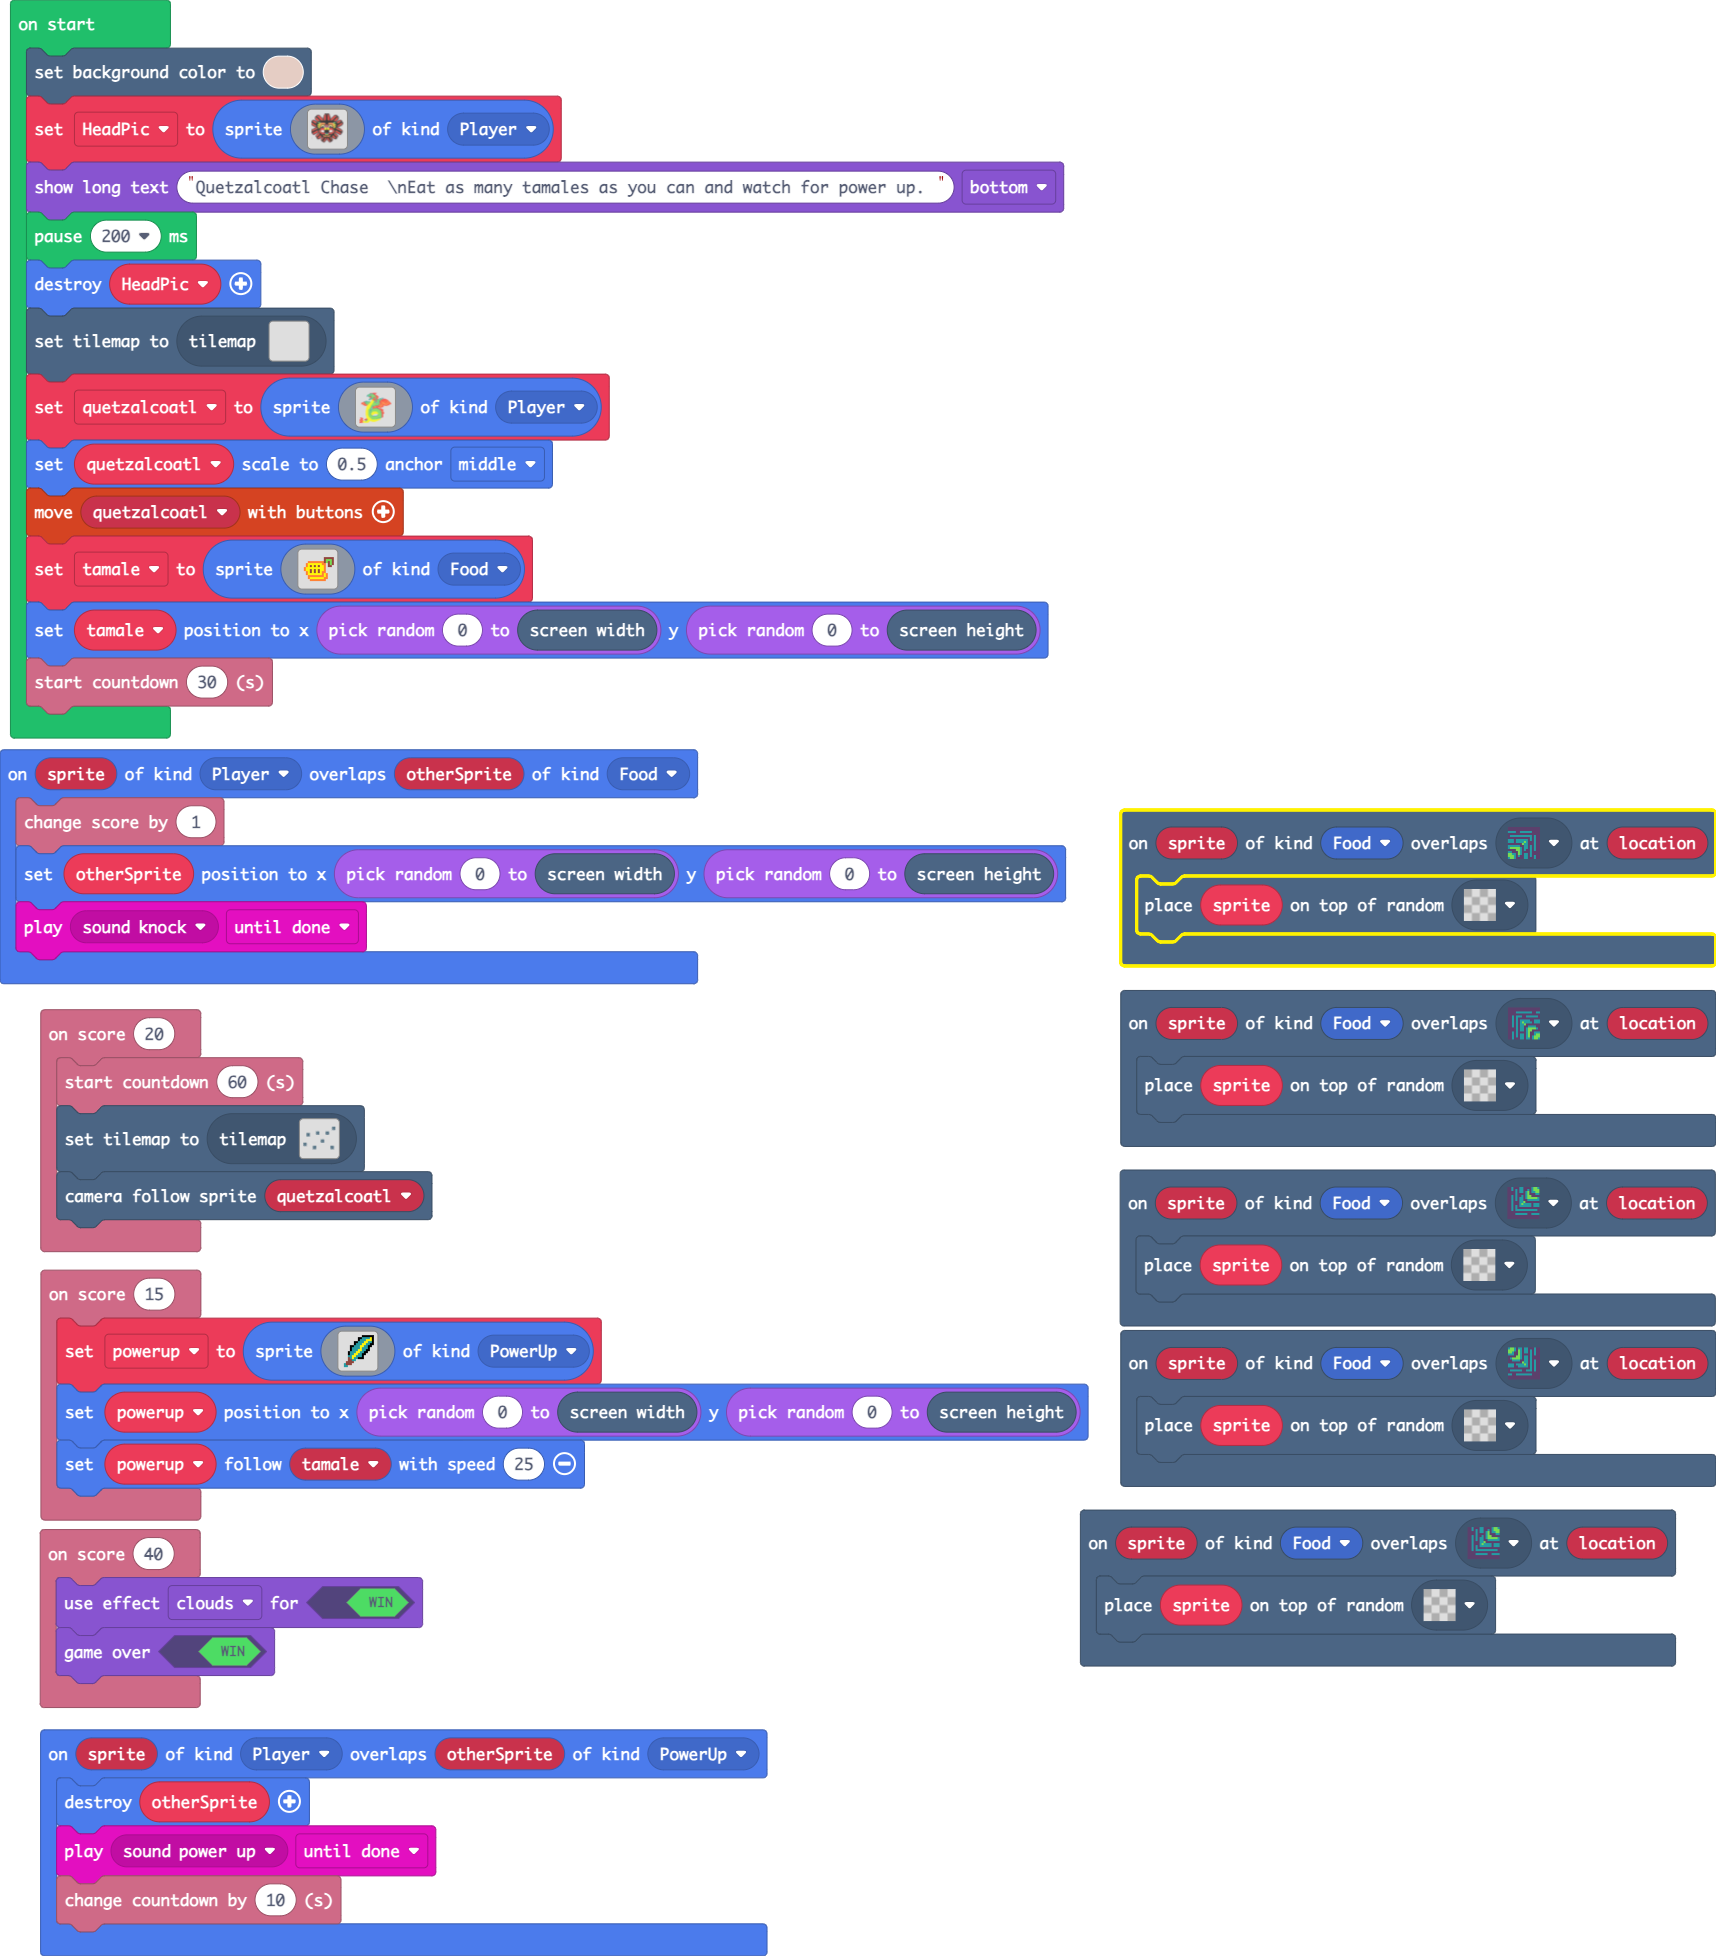 on start
set background color to
set HeadPic to sprite of kind Player
show long text "Quetzalcoatl Chase  \nEat as many tamales as you can and watch for power up. " bottom
pause 200 ms
destroy HeadPic
set tilemap to tilemap
set quetzalcoatl to sprite of kind Player
set quetzalcoatl scale to 0.5 anchor middle
move quetzalcoatl with buttons
set tamale to sprite of kind Food
set tamale position to x pick random 0 to screen width y pick random 0 to screen height
start countdown 30 (s)
on sprite of kind Player overlaps otherSprite of kind Food
change score by 1
set otherSprite position to x pick random 0 to screen width y pick random 0 to screen height
play sound knock until done
on score 20
start countdown 60 (s)
set tilemap to tilemap
camera follow sprite quetzalcoatl
on score 15
set powerup to sprite of kind PowerUp
set powerup position to x pick random 0 to screen width y pick random 0 to screen height
set powerup follow tamale with speed 25
on score 40
use effect clouds for WIN
game over WIN
on sprite of kind Player overlaps otherSprite of kind PowerUp
destroy otherSprite
play sound power up until done
change countdown by 10 (s)
on sprite of kind Food overlaps at location
place sprite on top of random
on sprite of kind Food overlaps at location
place sprite on top of random
on sprite of kind Food overlaps at location
place sprite on top of random
on sprite of kind Food overlaps at location
place sprite on top of random
on sprite of kind Food overlaps at location
place sprite on top of random